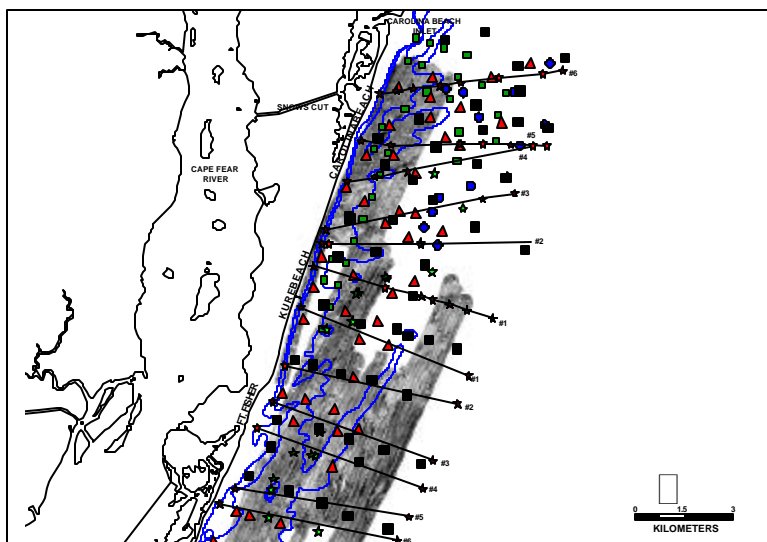 CAROLINA BEACH
INLET
#6
SNOWS CUT
CAROLINA BEACH
#5
#4
CAPE FEAR
RIVER
#3
#2
KURE BEACH
#1
#1
#2
FT. FISHER
#3
#4
#5
#6
0 1.5 3
KILOMETERS